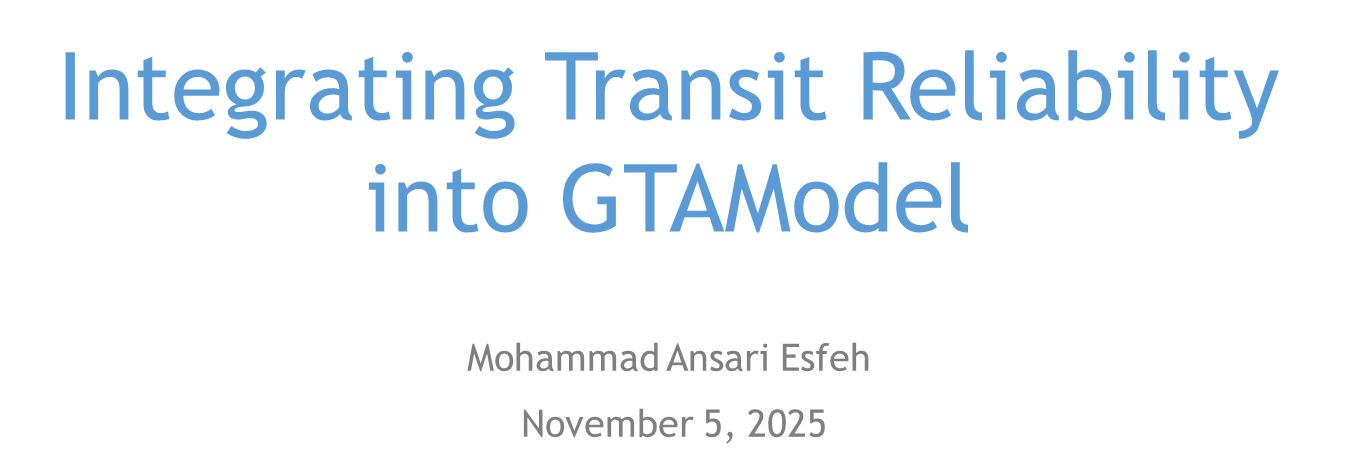 Integrating Transit Reliability
into GTAModel
Mohammad Ansari Esfeh
November 5, 2025